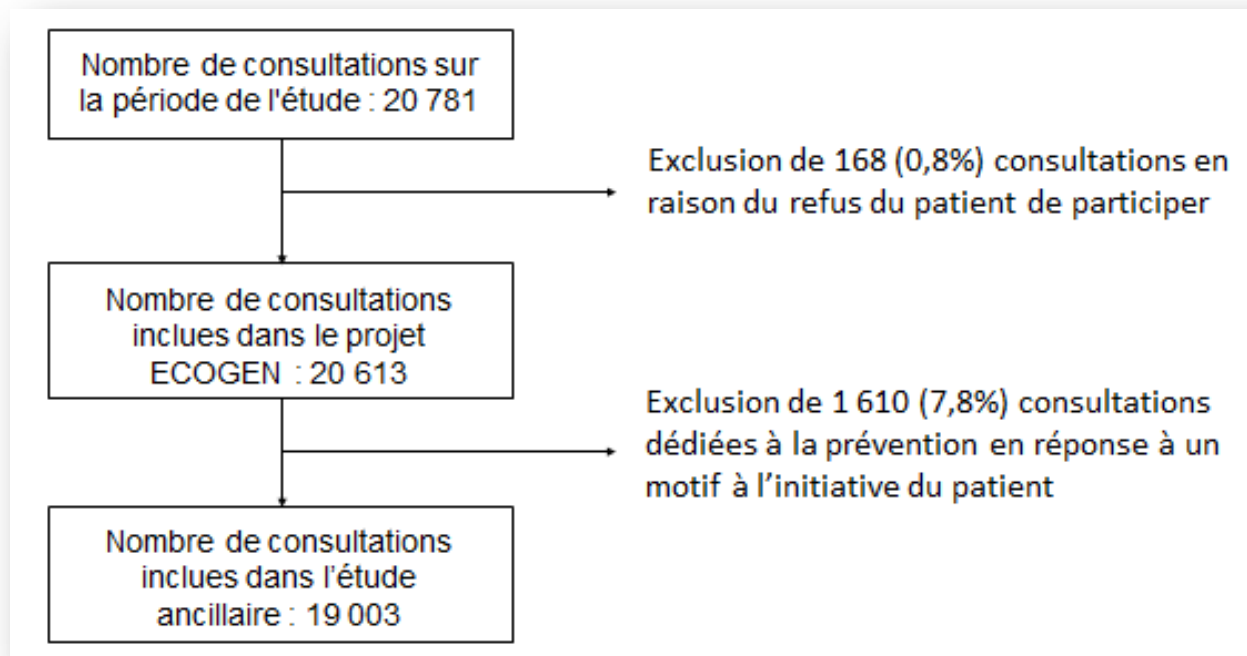 Nombre de consultations sur
la période de l'étude : 20 781
Exclusion de 168 (0,8%) consultations en
raison du refus du patient de participer
Nombre de consultations
inclues dans le projet
ECOGEN : 20 613
Exclusion de 1 610 (7,8%) consultations
dédiées à la prévention en réponse à un
motif à l’initiative du patient
Nombre de consultations
inclues dans l’étude
ancillaire : 19 003